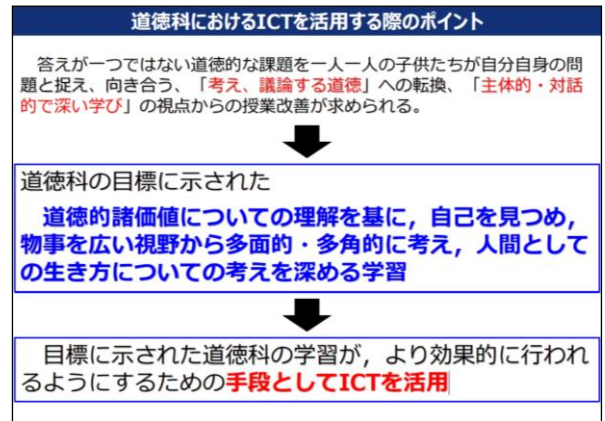 道徳科におけるICTを活用する際のポイント
答えが一つではない道徳的な課題を一人一人の子供たちが自分自身の問
題と捉え、向き合う、「考え、議論する道徳」への転換、「主体的・対話
的で深い学び」の視点からの授業改善が求められる。
道徳科の目標に示された
道徳的諸価値についての理解を基に，自己を見つめ，
物事を広い視野から多面的・多角的に考え，人間として
の生き方についての考えを深める学習
目標に示された道徳科の学習が，より効果的に行われ
るようにするための手段としてICTを活用